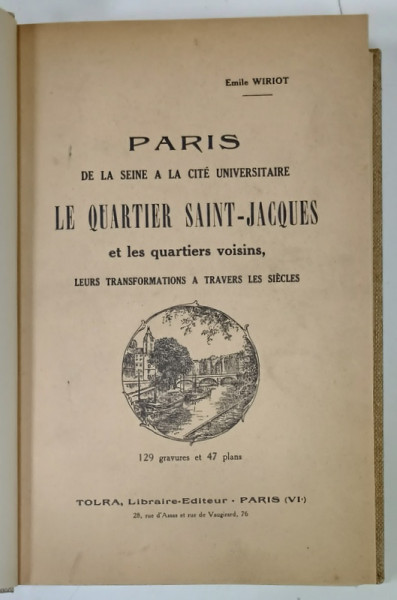 Emile WIRIOT
PARIS
DE LA SEINE A LA CITÉ UNIVERSITAIRE
LE QUARTIER SAINT-JACQUES
et les quartiers voisins,
LEURS TRANSFORMATIONS A TRAVERS LES SIÈCLES
129 gravures et 47 plans
TOLRA, Libraire-Editeur - PARIS (VIe)
28, rue d'Assas et rue de Vaugirard, 76